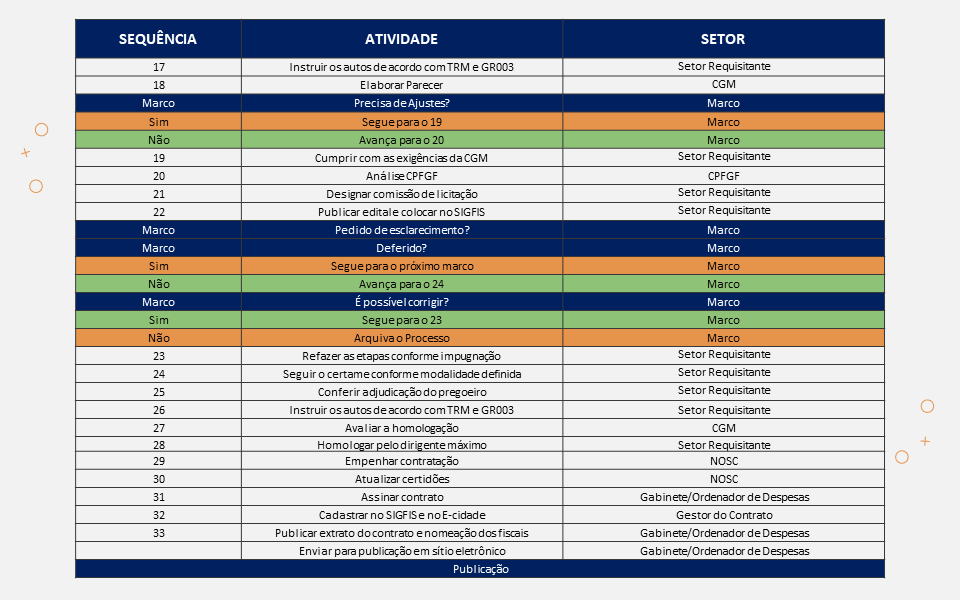 SEQUÊNCIA ATIVIDADE SETOR
17 Instruir os autos de acordo com TRM e GR003 Setor Requisitante
18 Elaborar Parecer CGM
Marco Precisa de Ajustes? Marco
Sim Segue para o 19 Marco
Não Avança para o 20 Marco
19 Cumprir com as exigências da CGM Setor Requisitante
20 Análise CPFGF CPFGF
21 Designar comissão de licitação Setor Requisitante
22 Publicar edital e colocar no SIGFIS Setor Requisitante
Marco Pedido de esclarecimento? Marco
Marco Deferido? Marco
Sim Segue para o próximo marco Marco
Não Avança para o 24 Marco
Marco É possível corrigir? Marco
Sim Segue para o 23 Marco
Não Arquiva o Processo Marco
23 Refazer as etapas conforme impugnação Setor Requisitante
24 Seguir o certame conforme modalidade definida Setor Requisitante
25 Conferir adjudicação do pregoeiro Setor Requisitante
26 Instruir os autos de acordo com TRM e GR003 Setor Requisitante
27 Avaliar a homologação CGM
28 Homologar pelo dirigente máximo Setor Requisitante
29 Empenhar contratação NOSC
30 Atualizar certidões NOSC
31 Assinar contrato Gabinete/Ordenador de Despesas
32 Cadastrar no SIGFIS e no E-cidade Gestor do Contrato
33 Publicar extrato do contrato e nomeação dos fiscais Gabinete/Ordenador de Despesas
Enviar para publicação em sítio eletrônico Gabinete/Ordenador de Despesas
Publicação